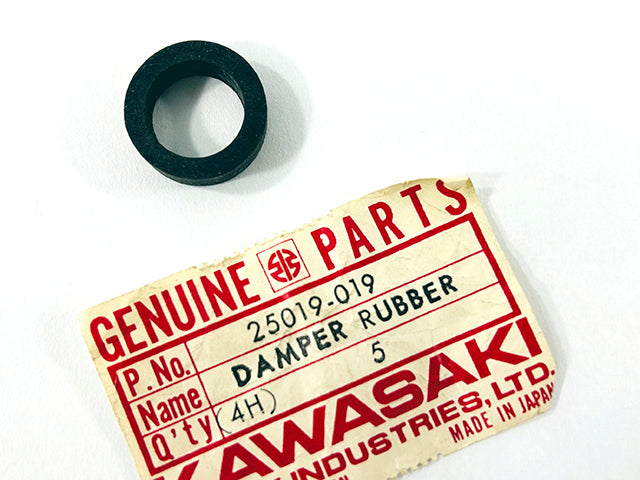 GENUINE PARTS
P. No. 25019-019
Name DAMPER RUBBER
Q'ty (4H) 5
KAWASAKI
INDUSTRIES, LTD.
MADE IN JAPAN